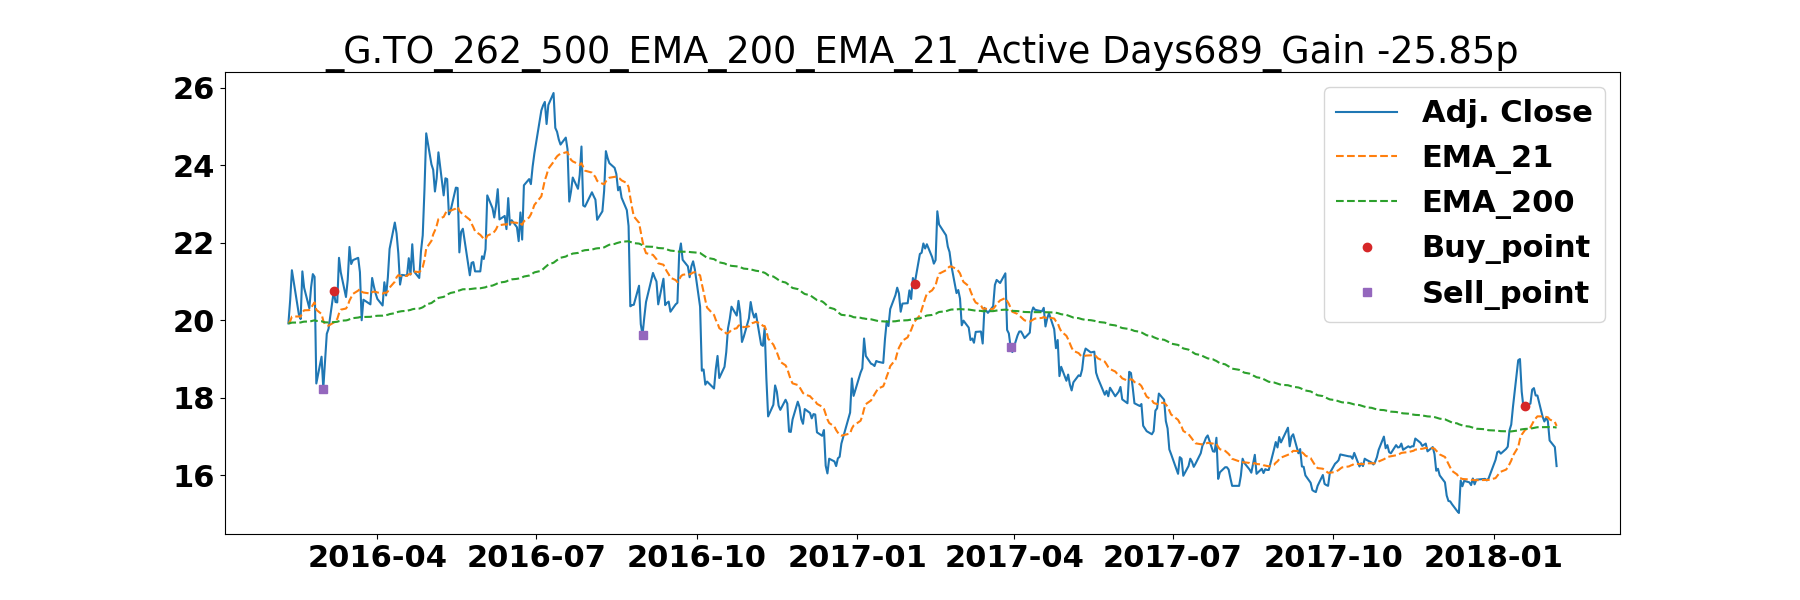 _G.TO_262_500_EMA_200_EMA_21_Active Days689_Gain -25.85p
26
24
22
20
18
16
Adj. Close
EMA_21
EMA_200
Buy_point
Sell_point
2016-04 2016-07 2016-10 2017-01 2017-04 2017-07 2017-10 2018-01